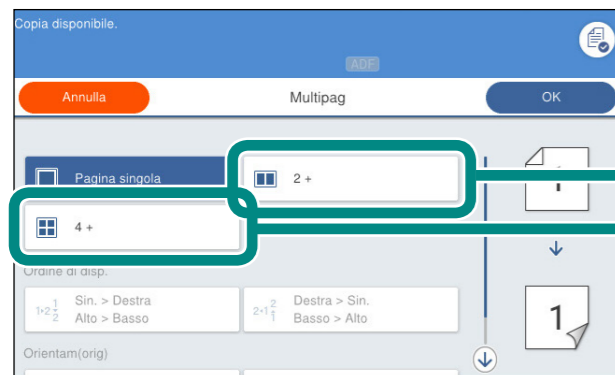 Copia disponibile.
ADF
Annulla
Multipag
OK
Pagina singola
2 +
4 +
1
Ordine di disp.
Sin. > Destra
Alto > Basso
Destra > Sin.
Basso > Alto
1
Orientam(orig)